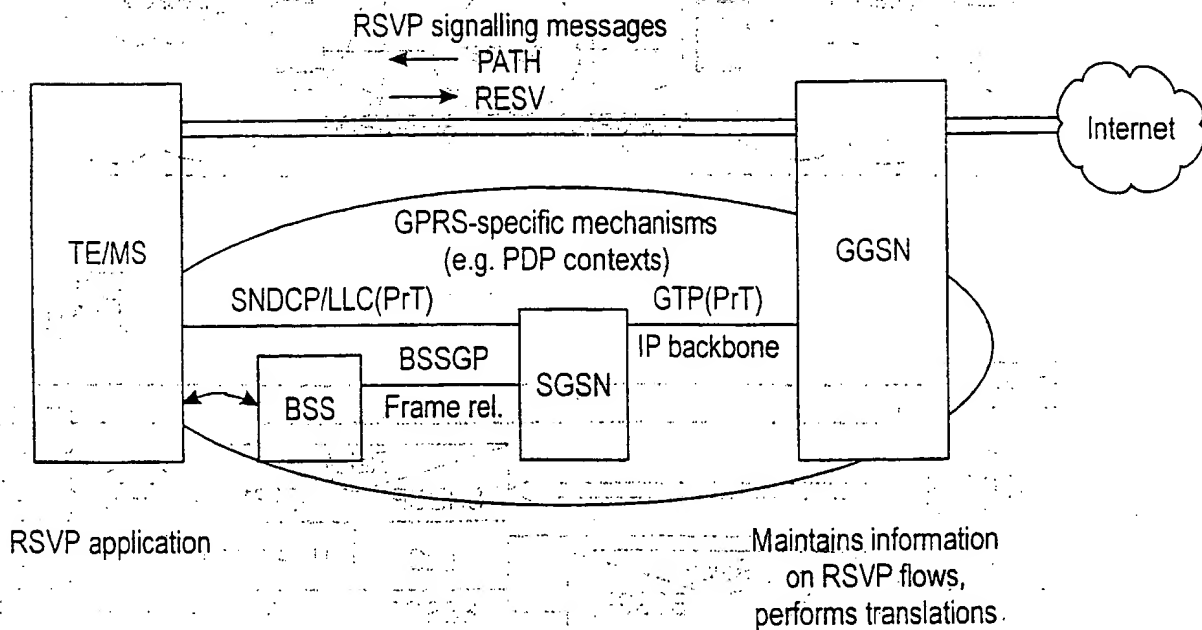 RSVP signalling messages
PATH
RESV
Internet
TE/MS
GPRS-specific mechanisms
(e.g. PDP contexts)
GGSN
SNDCP/LLC(PrT)
GTP(PrT)
IP backbone
BSSGP
SGSN
BSS
Frame rel.
RSVP application
Maintains information
on RSVP flows,
performs translations